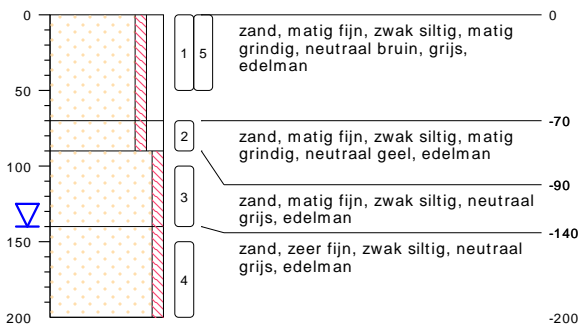 0
50
100
150
200
1
5
2
3
4
zand, matig fijn, zwak siltig, matig
grindig, neutraal bruin, grijs,
edelman
zand, matig fijn, zwak siltig, matig
grindig, neutraal geel, edelman
zand, matig fijn, zwak siltig, neutraal
grijs, edelman
zand, zeer fijn, zwak siltig, neutraal
grijs, edelman
0
-70
-90
-140
-200